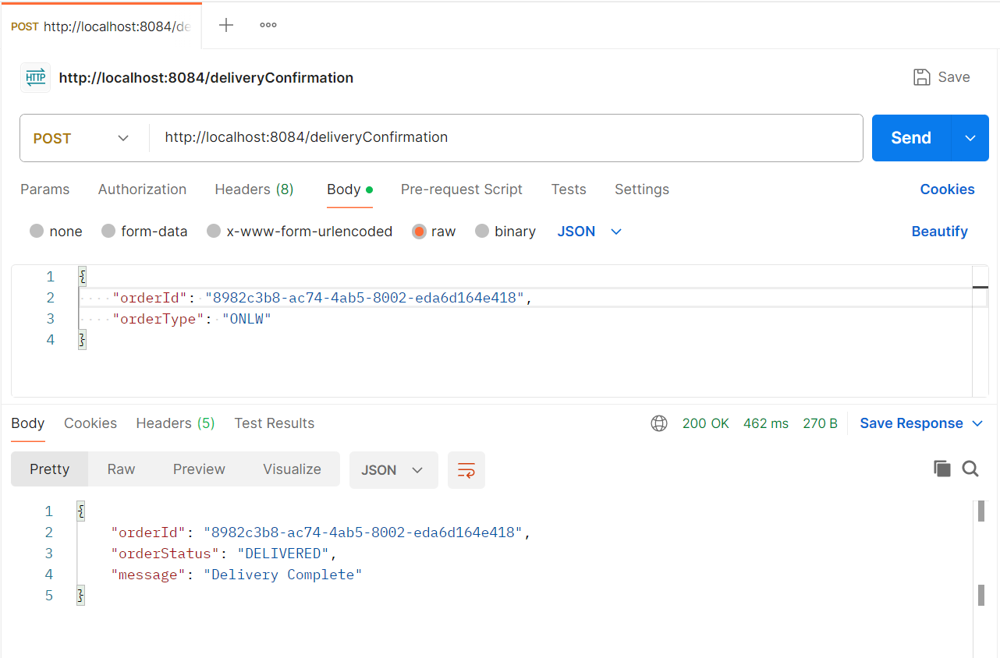 POST http://localhost:8084/de
HTTP http://localhost:8084/deliveryConfirmation Save
POST http://localhost:8084/deliveryConfirmation Send
Params Authorization Headers (8) Body Pre-request Script Tests Settings Cookies
none form-data x-www-form-urlencoded raw binary JSON Beautify
1 {
2 "orderId": "8982c3b8-ac74-4ab5-8002-eda6d164e418",
3 "orderType": "ONLW"
4 }
Body Cookies Headers (5) Test Results 200 OK 462 ms 270 B Save Response
Pretty Raw Preview Visualize JSON
1 {
2 "orderId": "8982c3b8-ac74-4ab5-8002-eda6d164e418",
3 "orderStatus": "DELIVERED",
4 "message": "Delivery Complete"
5 }